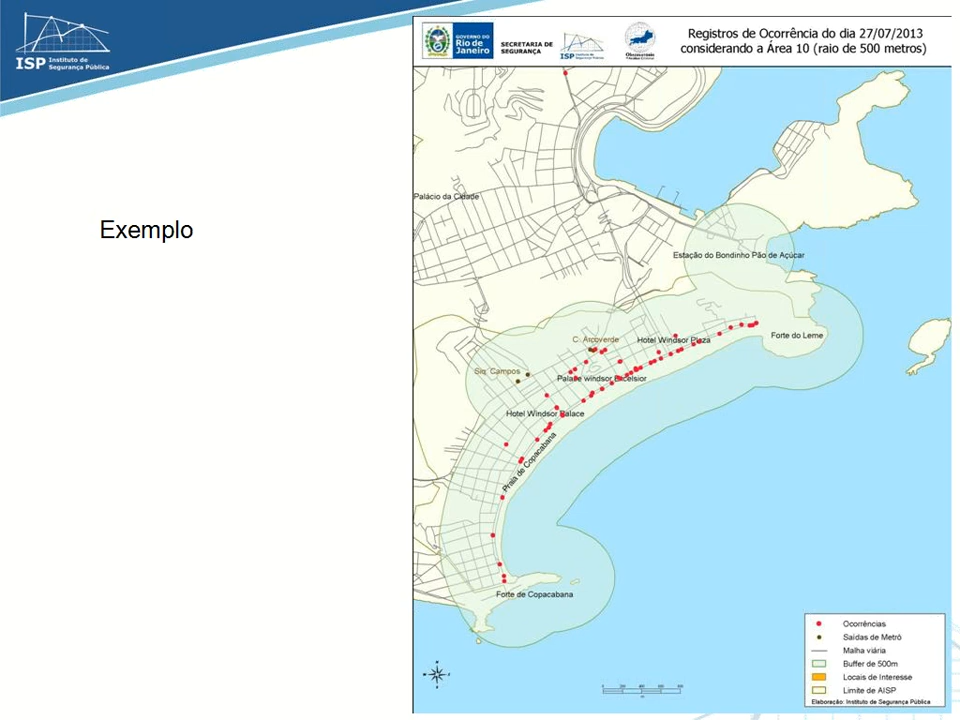 ISP Instituto de
Segurança Pública
GOVERNO DO
Rio de
Janeiro
SECRETARIA DE
SEGURANÇA
ISP
Registros de Ocorrência do dia 27/07/2013
considerando a Área 10 (raio de 500 metros)
Exemplo
Palácio da Cidade
Estação do Bondinho Pão de Açúcar
Forte do Leme
C. Arcoverde
Hotel Windsor Plaza
Siq. Campos
Palace windsor Excelsior
Hotel Windsor Palace
Praia de Copacabana
Forte de Copacabana
Ocorrências
Saídas de Metrô
Malha viária
Buffer de 500m
Locais de Interesse
Limite de AISP
Elaboração: Instituto de Segurança Pública